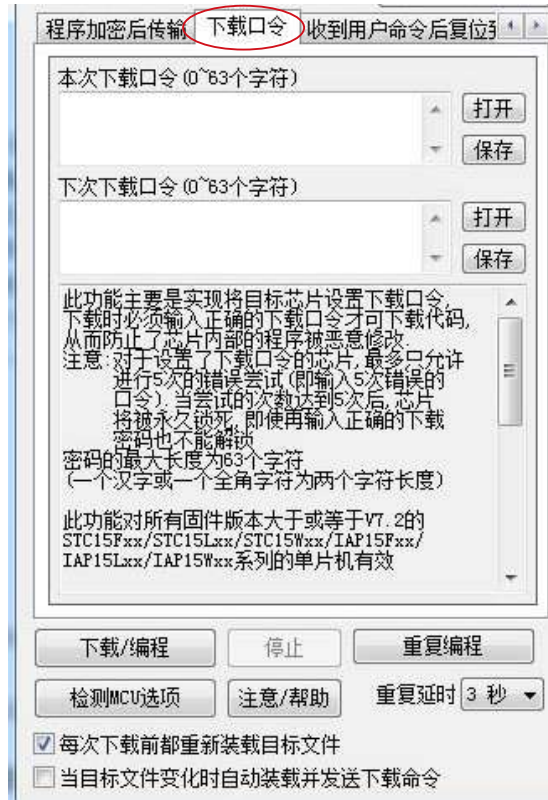 程序加密后传输 下载口令 收到用户命令后复位到
本次下载口令(0~63个字符)
打开
保存
下次下载口令(0~63个字符)
打开
保存
此功能主要是实现将目标芯片设置下载口令,
下载时必须输入正确的下载口令才可下载代码,
从而防止了芯片内部的程序被恶意修改.
注意:对于设置了下载口令的芯片,最多只允许
进行5次的错误尝试(即输入5次错误的
口令).当尝试的次数达到5次后,芯片
将被永久锁死,即使再输入正确的下载
密码也不能解锁
密码的最大长度为63个字符
(一个汉字或一个全角字符为两个字符长度)
此功能对所有固件版本大于或等于V7.2的
STC15Fxx/STC15Lxx/STC15Wxx/IAP15Fxx/
IAP15Lxx/IAP15Wxx系列的单片机有效
下载/编程 停止 重复编程
检测MCU选项 注意/帮助 重复延时 3 秒
每次下载前都重新装载目标文件
当目标文件变化时自动装载并发送下载命令